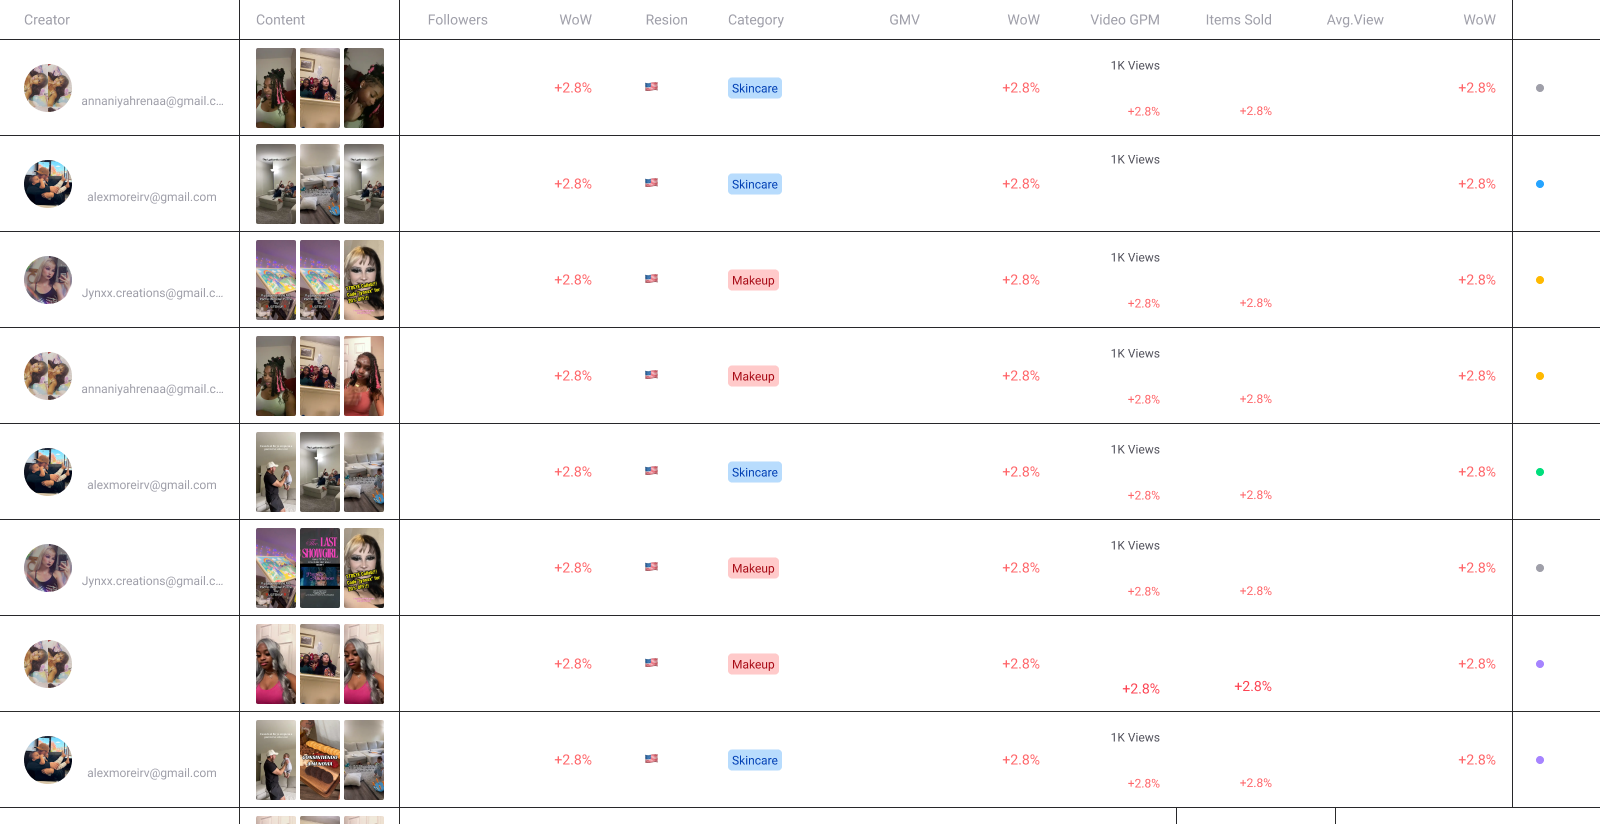 Creator Content Followers WoW Resion Category GMV WoW Video GPM Items Sold Avg.View WoW
1K Views
+2.8% Skincare +2.8% +2.8%
annaniyahrenaa@gmail.c...
+2.8% +2.8%
1K Views
+2.8% Skincare +2.8% +2.8%
alexmoreirv@gmail.com
1K Views
+2.8% Makeup +2.8% +2.8%
Jynxx.creations@gmail.c...
+2.8% +2.8%
1K Views
+2.8% Makeup +2.8% +2.8%
annaniyahrenaa@gmail.c...
+2.8% +2.8%
1K Views
+2.8% Skincare +2.8% +2.8%
alexmoreirv@gmail.com
+2.8% +2.8%
LAST
SHOWGIRL
1K Views
+2.8% Makeup +2.8% +2.8%
Jynxx.creations@gmail.c...
+2.8% +2.8%
+2.8% Makeup +2.8% +2.8%
+2.8% +2.8%
1K Views
+2.8% Skincare +2.8% +2.8%
alexmoreirv@gmail.com
+2.8% +2.8%